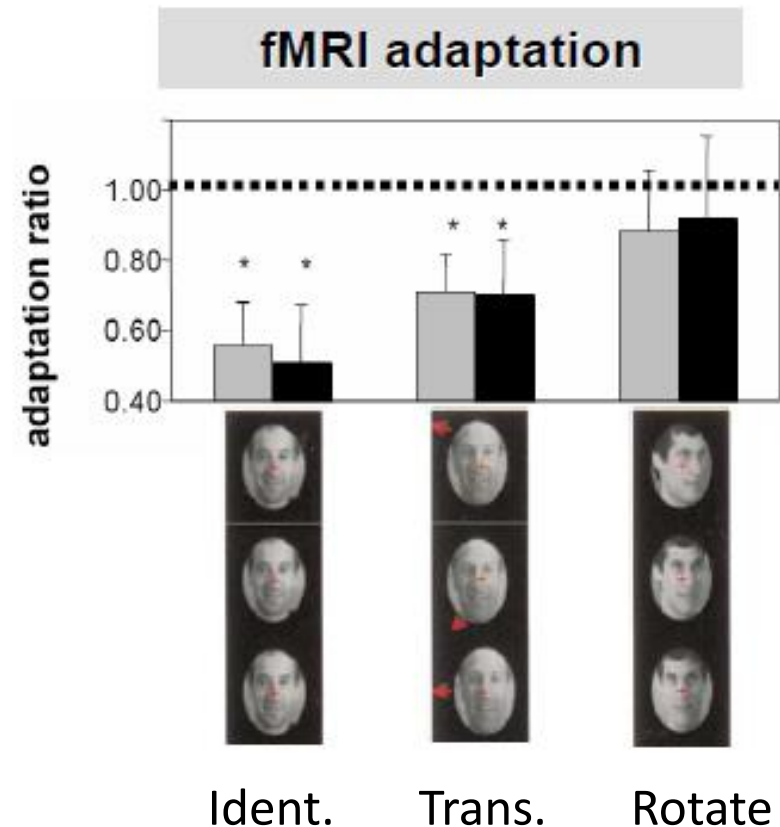 fMRI adaptation
adaptation ratio
1.00
0.80
0.60
0.40
* * * *
Ident. Trans. Rotate